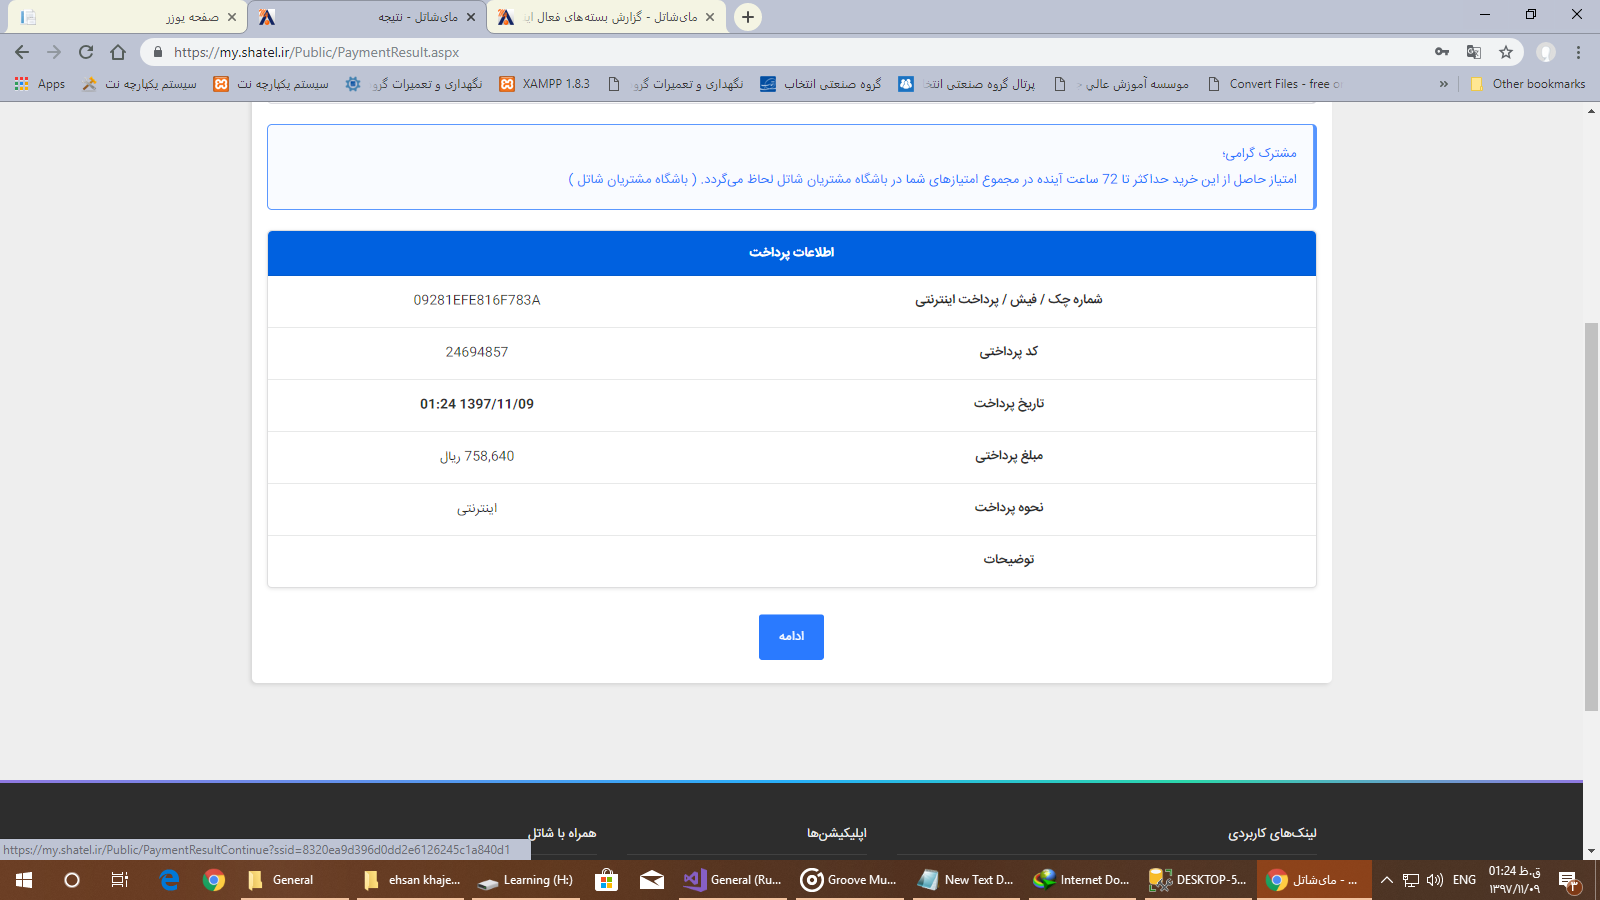 صفحه یوزر
مای‌شاتل - نتیجه
مای‌شاتل - گزارش بسته‌های فعال
https://my.shatel.ir/Public/PaymentResult.aspx
Apps
سیستم یکپارچه نت
سیستم یکپارچه نت
نگهداری و تعمیرات
XAMPP 1.8.3
نگهداری و تعمیرات
گروه صنعتی انتخاب
پرتال گروه صنعتی
موسسه آموزش عالی
Convert Files - free
»
Other bookmarks
مشترک گرامی؛
امتیاز حاصل از این خرید حداکثر تا 72 ساعت آینده در مجموع امتیازهای شما در باشگاه مشتریان شاتل لحاظ می‌گردد. ( باشگاه مشتریان شاتل )
اطلاعات پرداخت
شماره چک / فیش / پرداخت اینترنتی 09281EFE816F783A
کد پرداختی 24694857
تاریخ پرداخت 01:24 1397/11/09
مبلغ پرداختی 758,640 ریال
نحوه پرداخت اینترنتی
توضیحات
ادامه
لینک‌های کاربردی
اپلیکیشن‌ها
همراه با شاتل
https://my.shatel.ir/Public/PaymentResultContinue?ssid=8320ea9d396d0dd2e6126245c1a840d1
General
ehsan khaje...
Learning (H:)
General (Ru...
Groove Mu...
New Text D...
Internet Do...
DESKTOP-5...
مای‌شاتل - ...
ENG
01:24 ق.ظ
۱۳۹۷/۱۱/۰۹
۳